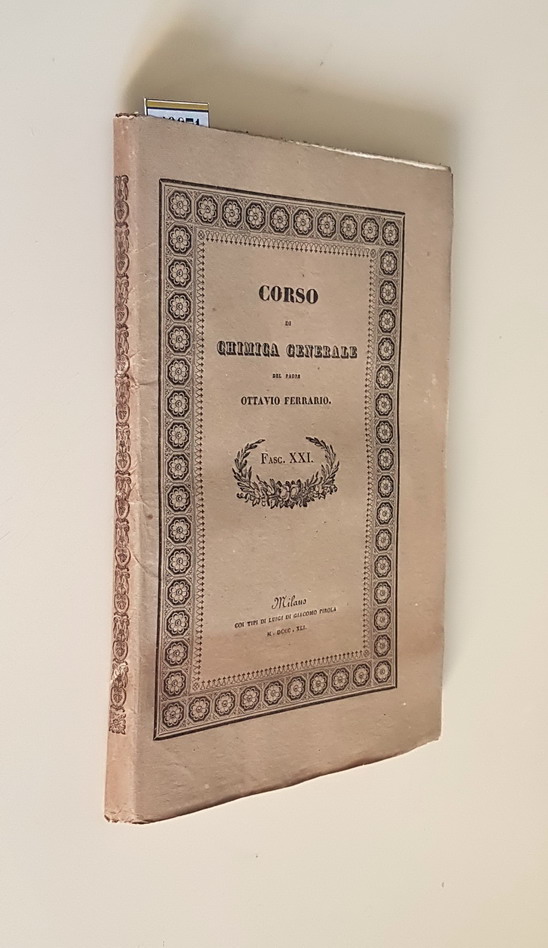 CORSO
DI
CHIMICA GENERALE
DEL PADRE
OTTAVIO FERRARIO.
FASC. XXI.
Milano
COI TIPI DI LUIGI DI GIACOMO PIROLA
M. DCCC. XLI.